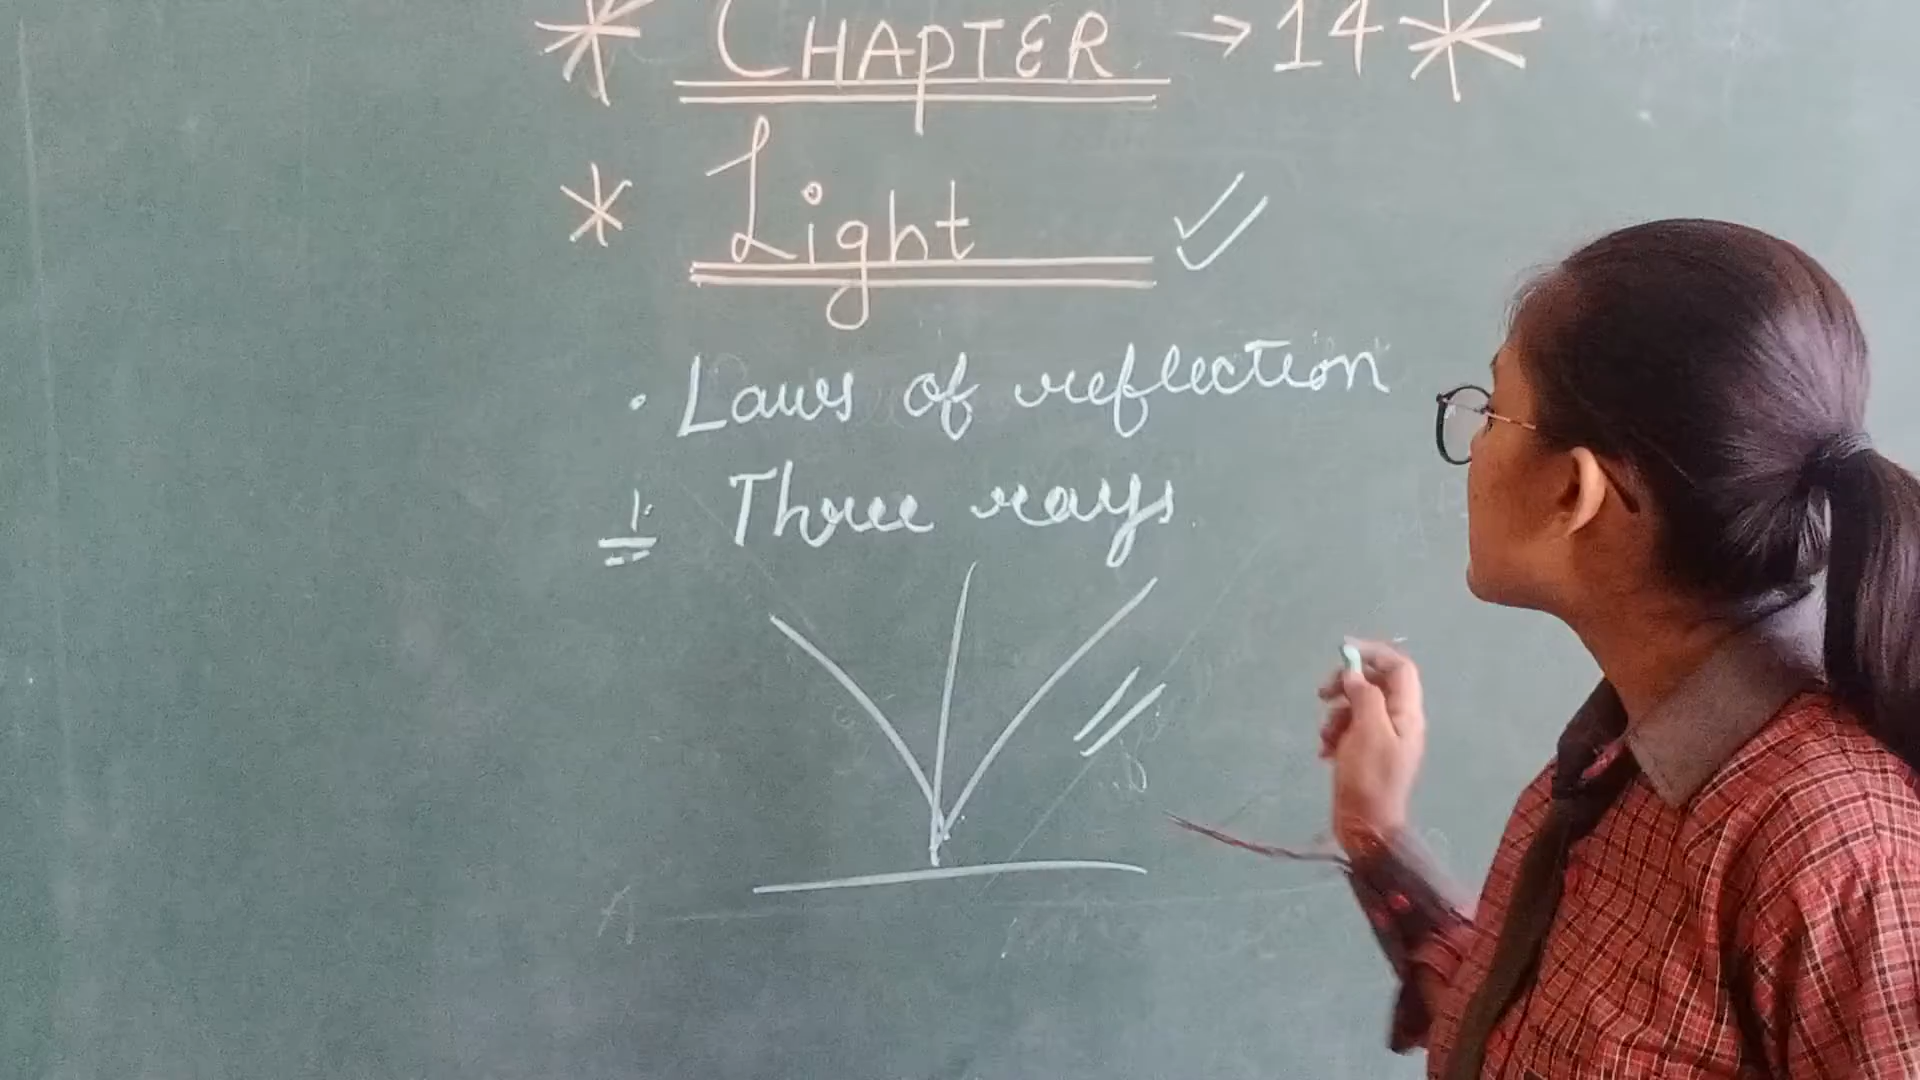 * CHAPTER → 14 *
* Light
· Laws of reflection
1. Three rays